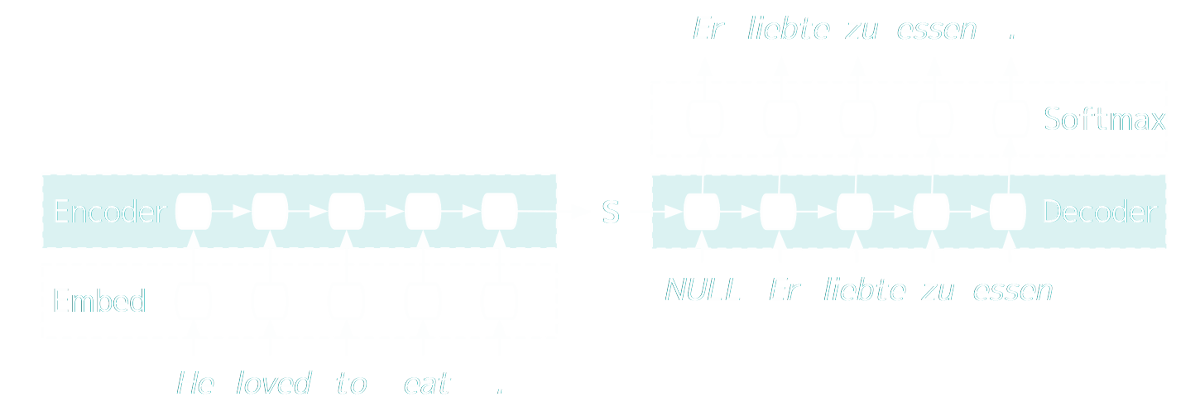 Er liebte zu essen .
Softmax
Encoder
S
Decoder
Embed
NULL Er liebte zu essen
He loved to eat .